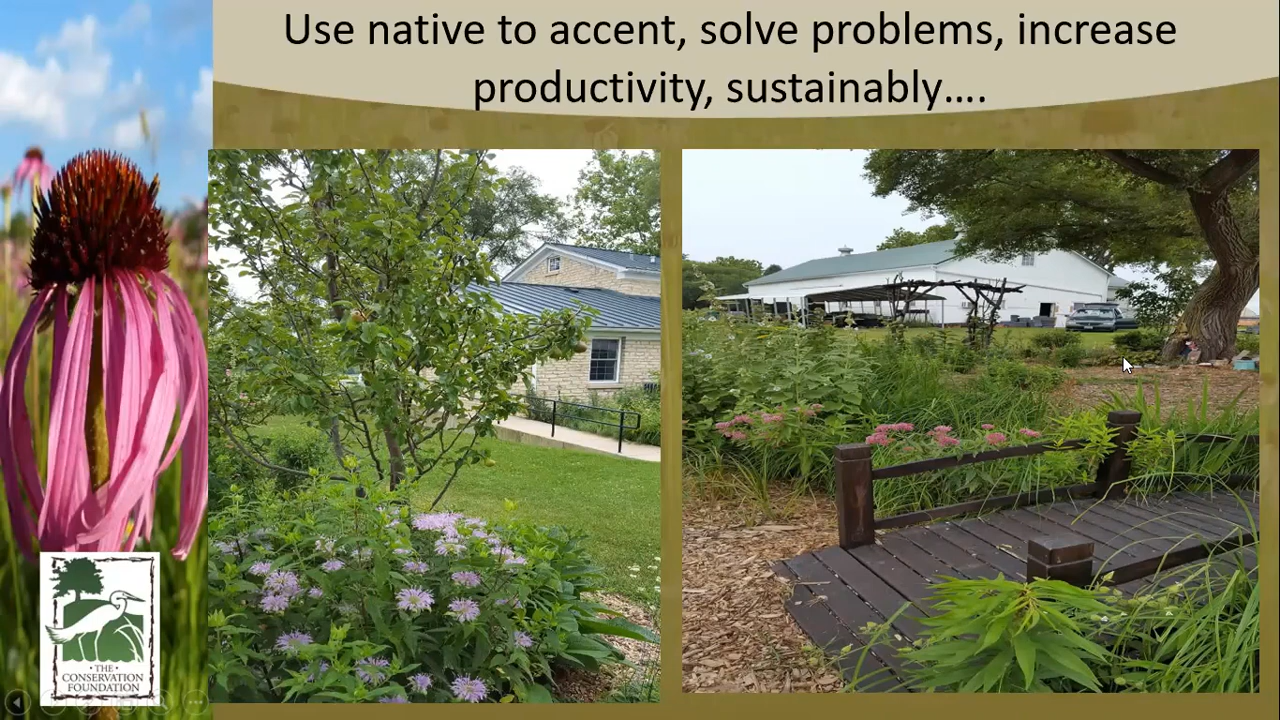 Use native to accent, solve problems, increase
productivity, sustainably….
• THE •
CONSERVATION
FOUNDATION